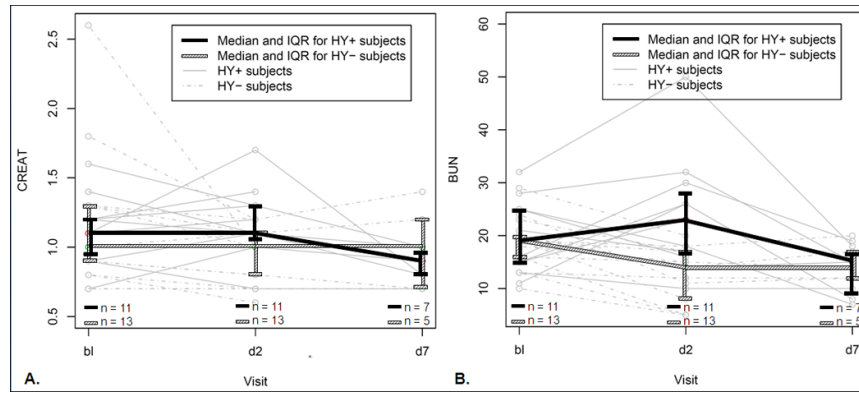 2.5
2.0
1.5
1.0
0.5
CREAT
Median and IQR for HY+ subjects
Median and IQR for HY− subjects
HY+ subjects
HY− subjects
n = 11
n = 13
n = 11
n = 13
n = 7
n = 5
bl
d2
d7
A.
Visit
60
50
40
30
20
10
BUN
Median and IQR for HY+ subjects
Median and IQR for HY− subjects
HY+ subjects
HY− subjects
n = 11
n = 13
n = 11
n = 13
n = 7
n = 5
bl
d2
d7
B.
Visit